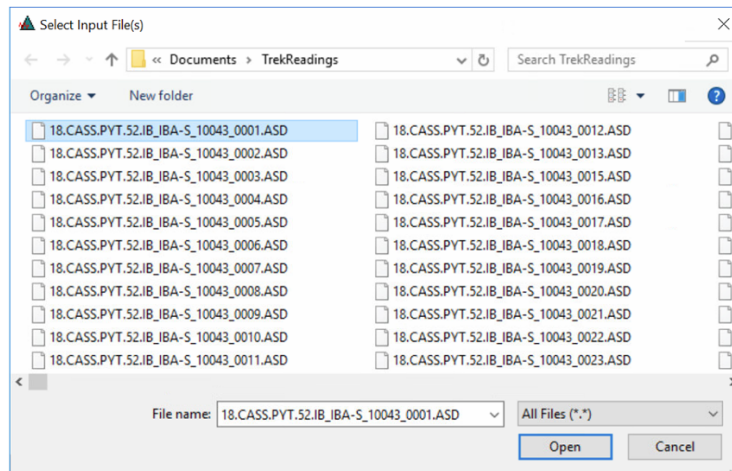 Select Input File(s)
« Documents > TrekReadings
Search TrekReadings
Organize
New folder
18.CASS.PYT.52.IB_IBA-S_10043_0001.ASD
18.CASS.PYT.52.IB_IBA-S_10043_0002.ASD
18.CASS.PYT.52.IB_IBA-S_10043_0003.ASD
18.CASS.PYT.52.IB_IBA-S_10043_0004.ASD
18.CASS.PYT.52.IB_IBA-S_10043_0005.ASD
18.CASS.PYT.52.IB_IBA-S_10043_0006.ASD
18.CASS.PYT.52.IB_IBA-S_10043_0007.ASD
18.CASS.PYT.52.IB_IBA-S_10043_0008.ASD
18.CASS.PYT.52.IB_IBA-S_10043_0009.ASD
18.CASS.PYT.52.IB_IBA-S_10043_0010.ASD
18.CASS.PYT.52.IB_IBA-S_10043_0011.ASD
18.CASS.PYT.52.IB_IBA-S_10043_0012.ASD
18.CASS.PYT.52.IB_IBA-S_10043_0013.ASD
18.CASS.PYT.52.IB_IBA-S_10043_0015.ASD
18.CASS.PYT.52.IB_IBA-S_10043_0016.ASD
18.CASS.PYT.52.IB_IBA-S_10043_0017.ASD
18.CASS.PYT.52.IB_IBA-S_10043_0018.ASD
18.CASS.PYT.52.IB_IBA-S_10043_0019.ASD
18.CASS.PYT.52.IB_IBA-S_10043_0020.ASD
18.CASS.PYT.52.IB_IBA-S_10043_0021.ASD
18.CASS.PYT.52.IB_IBA-S_10043_0022.ASD
18.CASS.PYT.52.IB_IBA-S_10043_0023.ASD
File name: 18.CASS.PYT.52.IB_IBA-S_10043_0001.ASD
All Files (*.*)
Open
Cancel